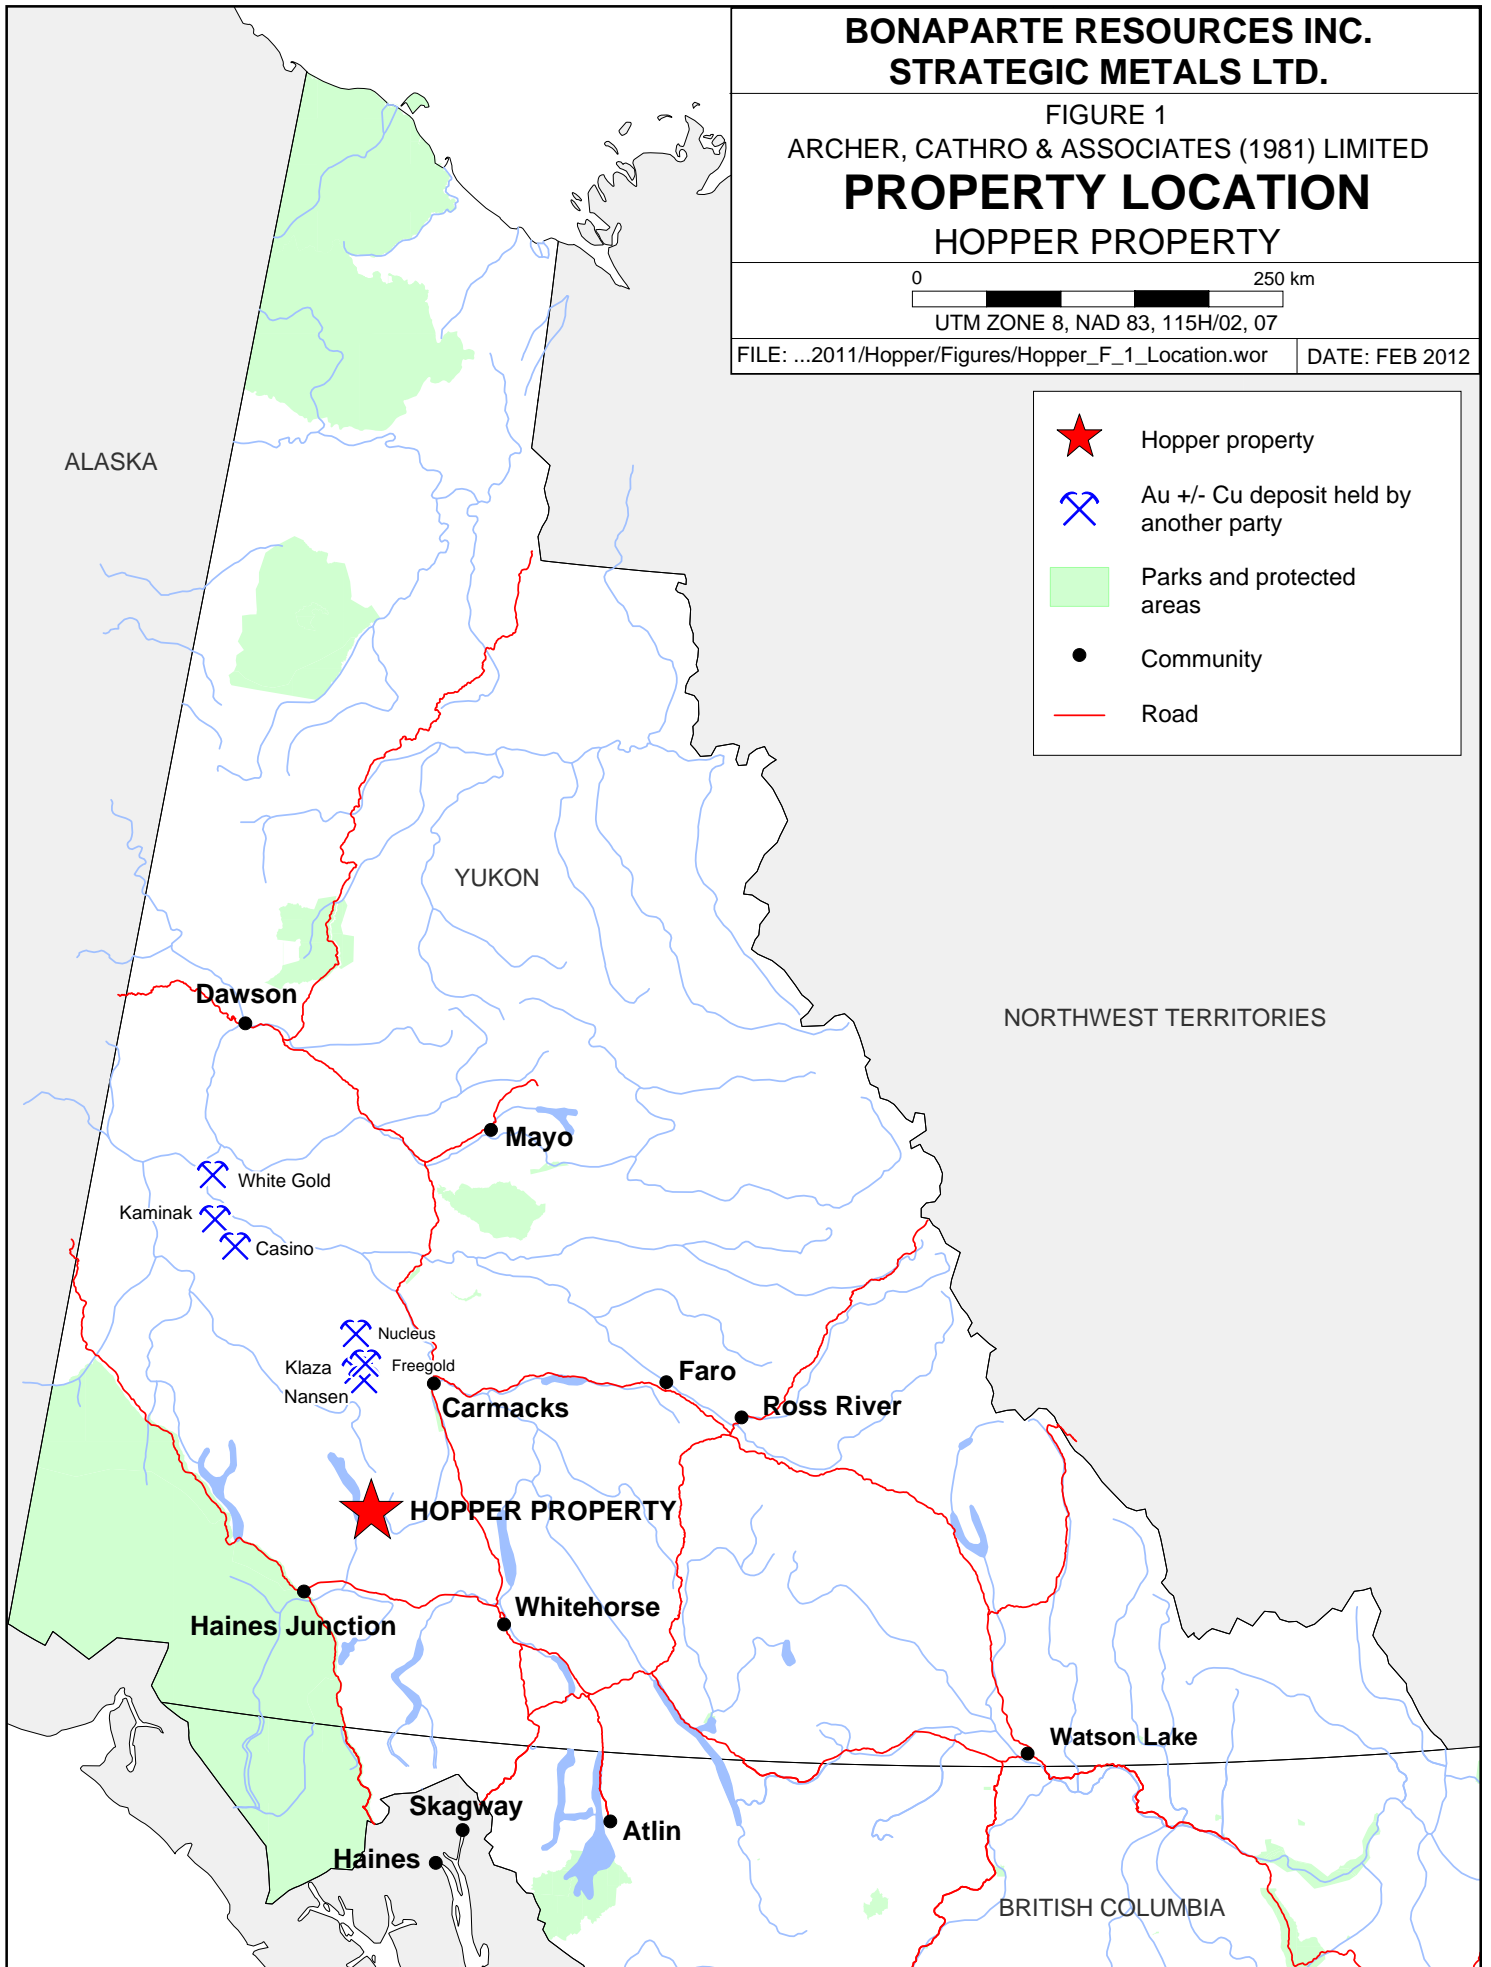 BONAPARTE RESOURCES INC.
STRATEGIC METALS LTD.
FIGURE 1
ARCHER, CATHRO & ASSOCIATES (1981) LIMITED
PROPERTY LOCATION
HOPPER PROPERTY
0 250 km
UTM ZONE 8, NAD 83, 115H/02, 07
FILE: ...2011/Hopper/Figures/Hopper_F_1_Location.wor DATE: FEB 2012
Hopper property
Au +/- Cu deposit held by
another party
Parks and protected
areas
Community
Road
ALASKA
YUKON
NORTHWEST TERRITORIES
Dawson
Mayo
White Gold
Kaminak
Casino
Nucleus
Klaza
Freegold
Nansen
Carmacks
Faro
Ross River
HOPPER PROPERTY
Haines Junction
Whitehorse
Watson Lake
Skagway
Atlin
Haines
BRITISH COLUMBIA